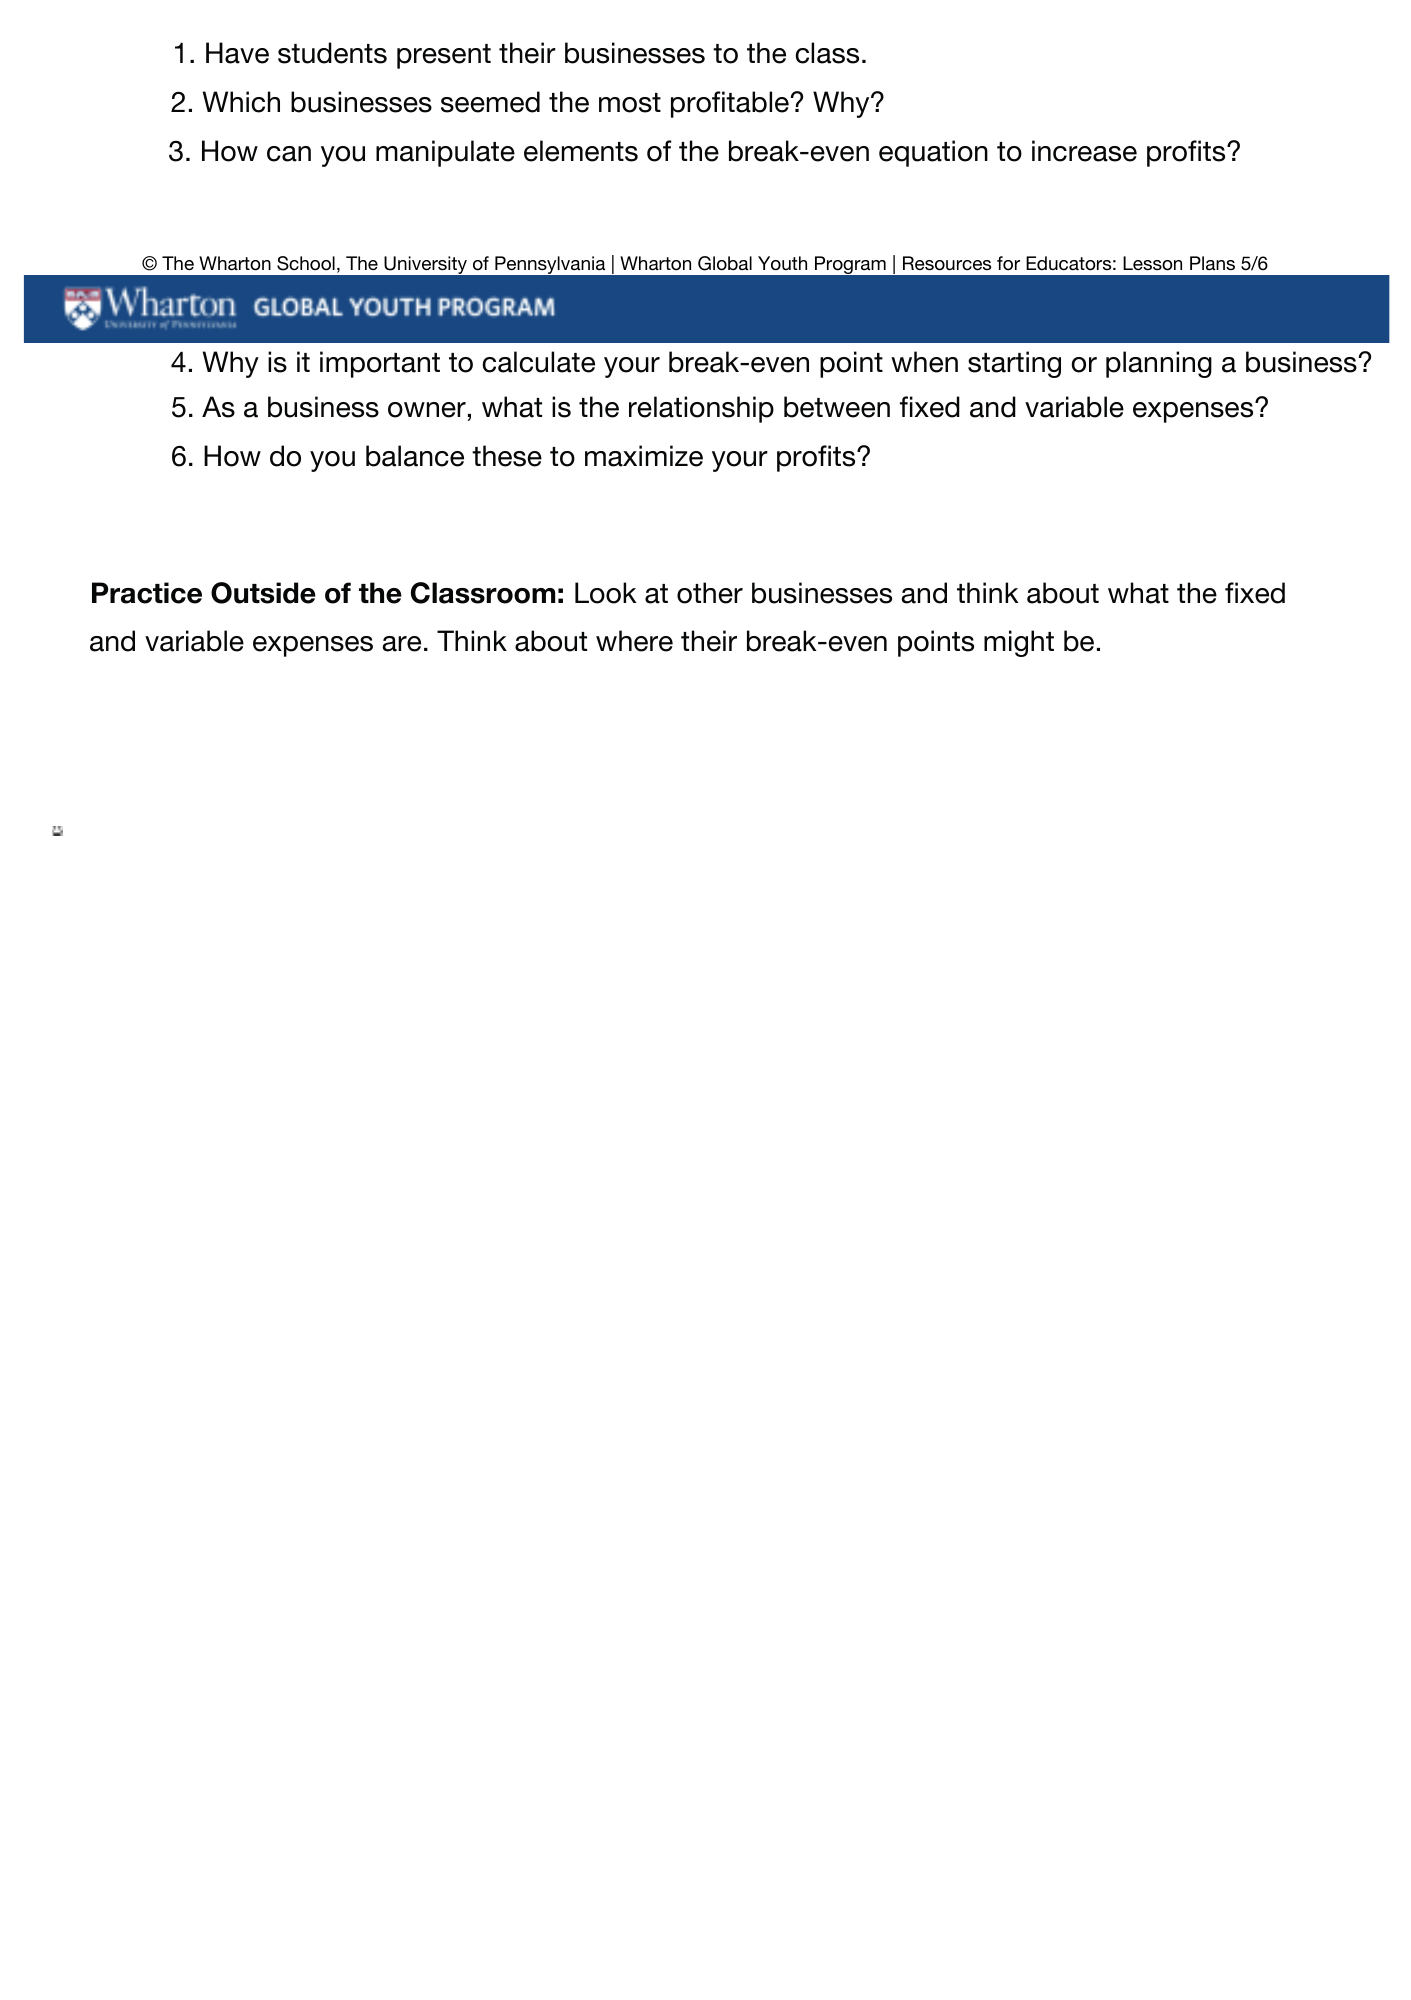 1. Have students present their businesses to the class.
2. Which businesses seemed the most profitable? Why?
3. How can you manipulate elements of the break-even equation to increase profits?
© The Wharton School, The University of Pennsylvania | Wharton Global Youth Program | Resources for Educators: Lesson Plans 5/6
Wharton GLOBAL YOUTH PROGRAM
UNIVERSITY of PENNSYLVANIA
4. Why is it important to calculate your break-even point when starting or planning a business?
5. As a business owner, what is the relationship between fixed and variable expenses?
6. How do you balance these to maximize your profits?
Practice Outside of the Classroom: Look at other businesses and think about what the fixed
and variable expenses are. Think about where their break-even points might be.